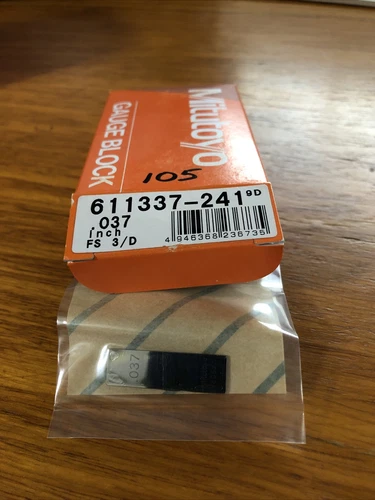 Mitutoyo
GAUGE BLOCK
105
611337-241 9D
.037
inch
FS 3/D
4 946368 236735
.037